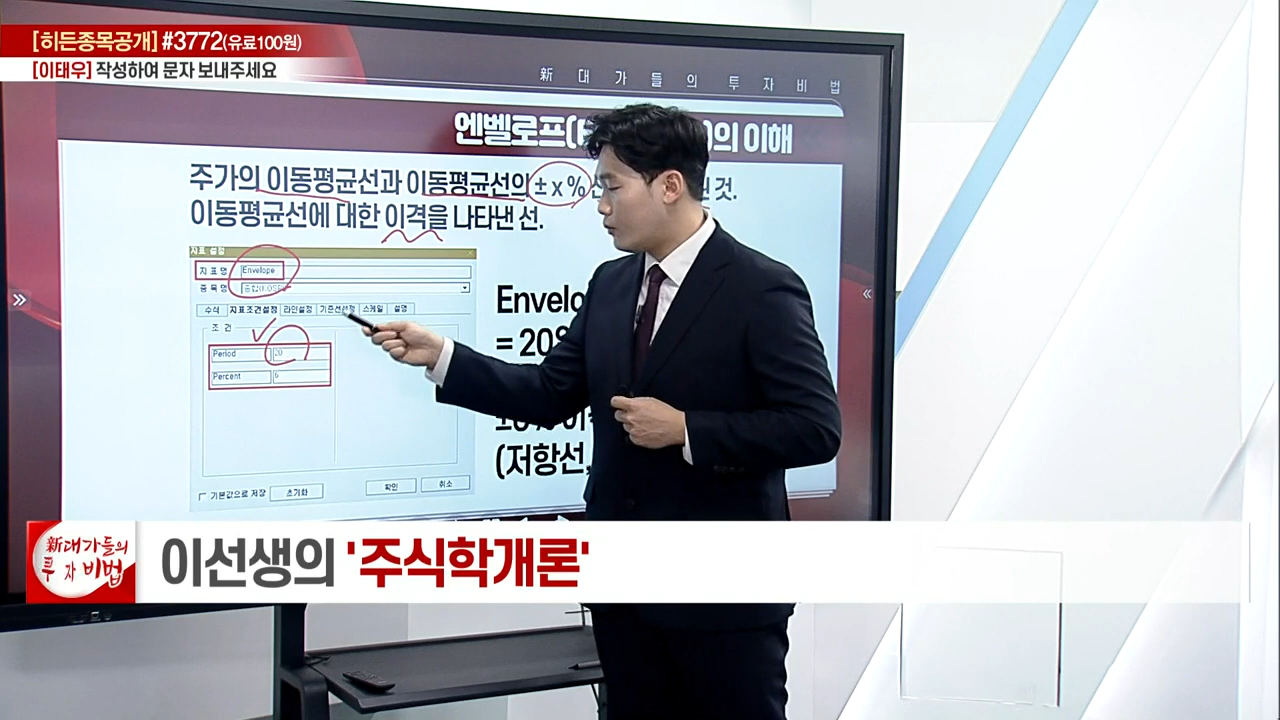 [히든종목공개] #3772(유료100원)
[이태우] 작성하여 문자 보내주세요
新 대가들의 투자비법
엔벨로프( 의 이해
주가의 이동평균선과 이동평균선의 ± x % 것.
이동평균선에 대한 이격을 나타낸 선.
지표 설정
지 표 명 Envelope
종 목 명
수식 지표조건설정 라인설정 기준선설정 스케일 설명
조 건
Period 20
Percent 6
기본값으로 저장 초기화 확인 취소
Envelo
= 20
(저항선,
新대가들의
투자 비법
이선생의 '주식학개론'